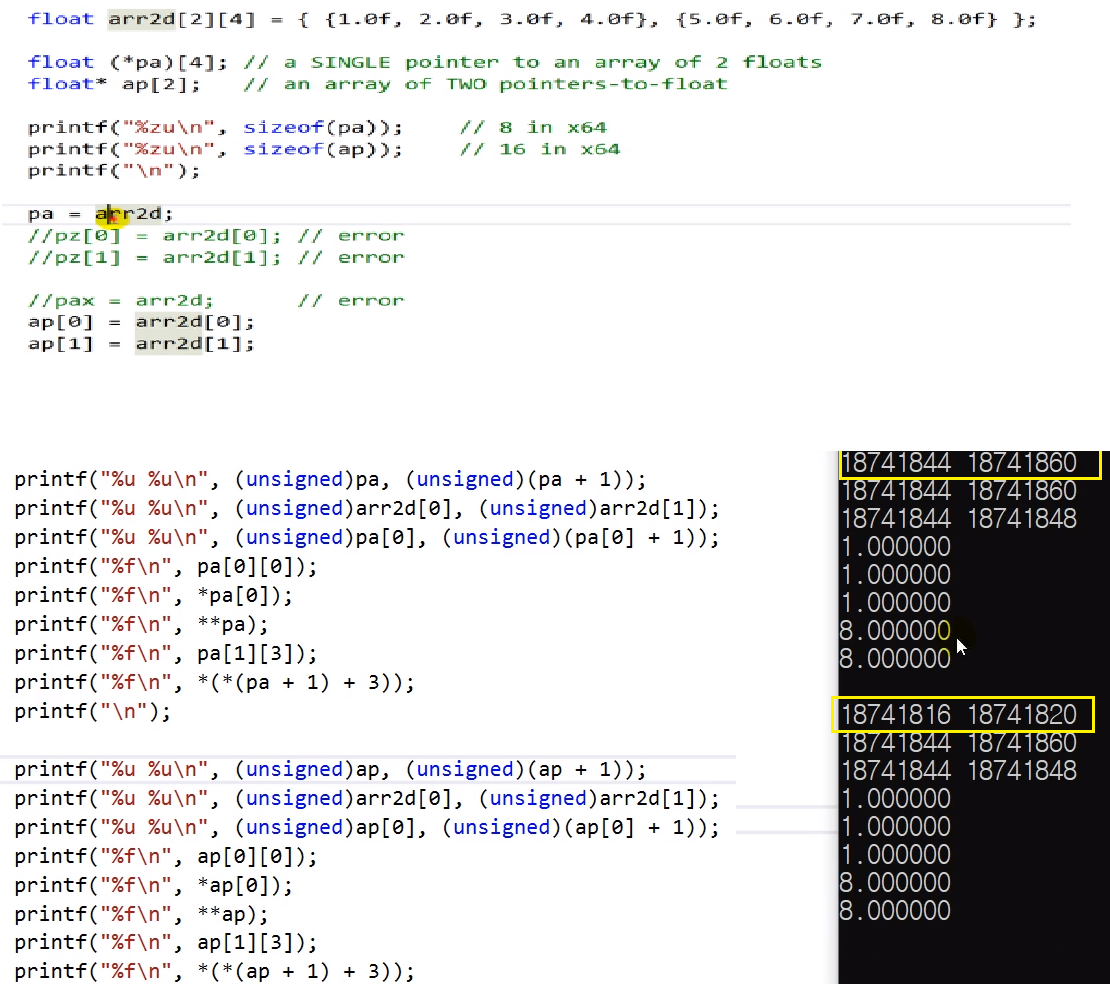 float arr2d[2][4] = { {1.0f, 2.0f, 3.0f, 4.0f}, {5.0f, 6.0f, 7.0f, 8.0f} };
float (*pa)[4]; // a SINGLE pointer to an array of 2 floats
float* ap[2];   // an array of TWO pointers-to-float
printf("%zu\n", sizeof(pa));    // 8 in x64
printf("%zu\n", sizeof(ap));    // 16 in x64
printf("\n");
pa = arr2d;
//pz[0] = arr2d[0]; // error
//pz[1] = arr2d[1]; // error
//pax = arr2d;      // error
ap[0] = arr2d[0];
ap[1] = arr2d[1];
printf("%u %u\n", (unsigned)pa, (unsigned)(pa + 1));
printf("%u %u\n", (unsigned)arr2d[0], (unsigned)arr2d[1]);
printf("%u %u\n", (unsigned)pa[0], (unsigned)(pa[0] + 1));
printf("%f\n", pa[0][0]);
printf("%f\n", *pa[0]);
printf("%f\n", **pa);
printf("%f\n", pa[1][3]);
printf("%f\n", *(*(pa + 1) + 3));
printf("\n");
printf("%u %u\n", (unsigned)ap, (unsigned)(ap + 1));
printf("%u %u\n", (unsigned)arr2d[0], (unsigned)arr2d[1]);
printf("%u %u\n", (unsigned)ap[0], (unsigned)(ap[0] + 1));
printf("%f\n", ap[0][0]);
printf("%f\n", *ap[0]);
printf("%f\n", **ap);
printf("%f\n", ap[1][3]);
printf("%f\n", *(*(ap + 1) + 3));
18741844 18741860
18741844 18741860
18741844 18741848
1.000000
1.000000
1.000000
8.000000
8.000000
18741816 18741820
18741844 18741860
18741844 18741848
1.000000
1.000000
1.000000
8.000000
8.000000